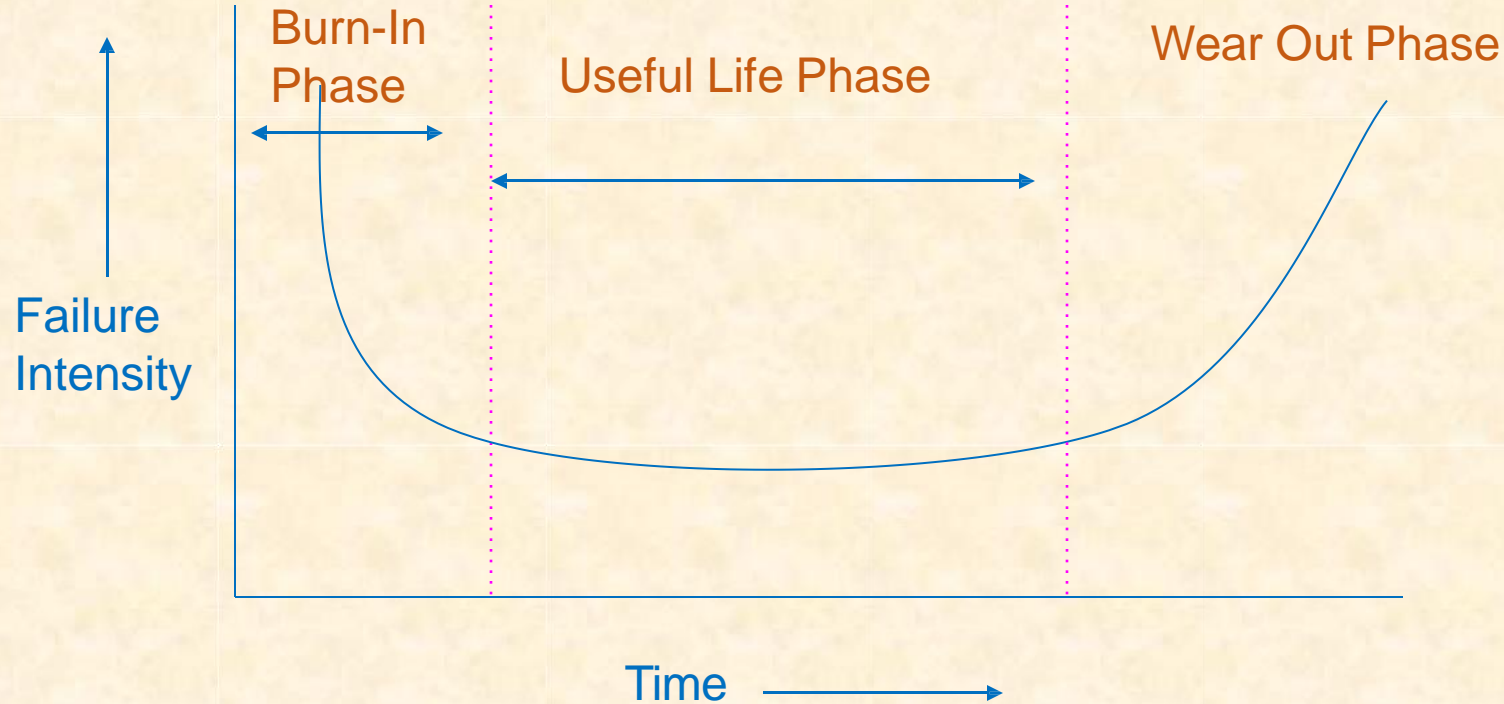 Burn-In
Phase
Useful Life Phase
Wear Out Phase
Failure
Intensity
Time